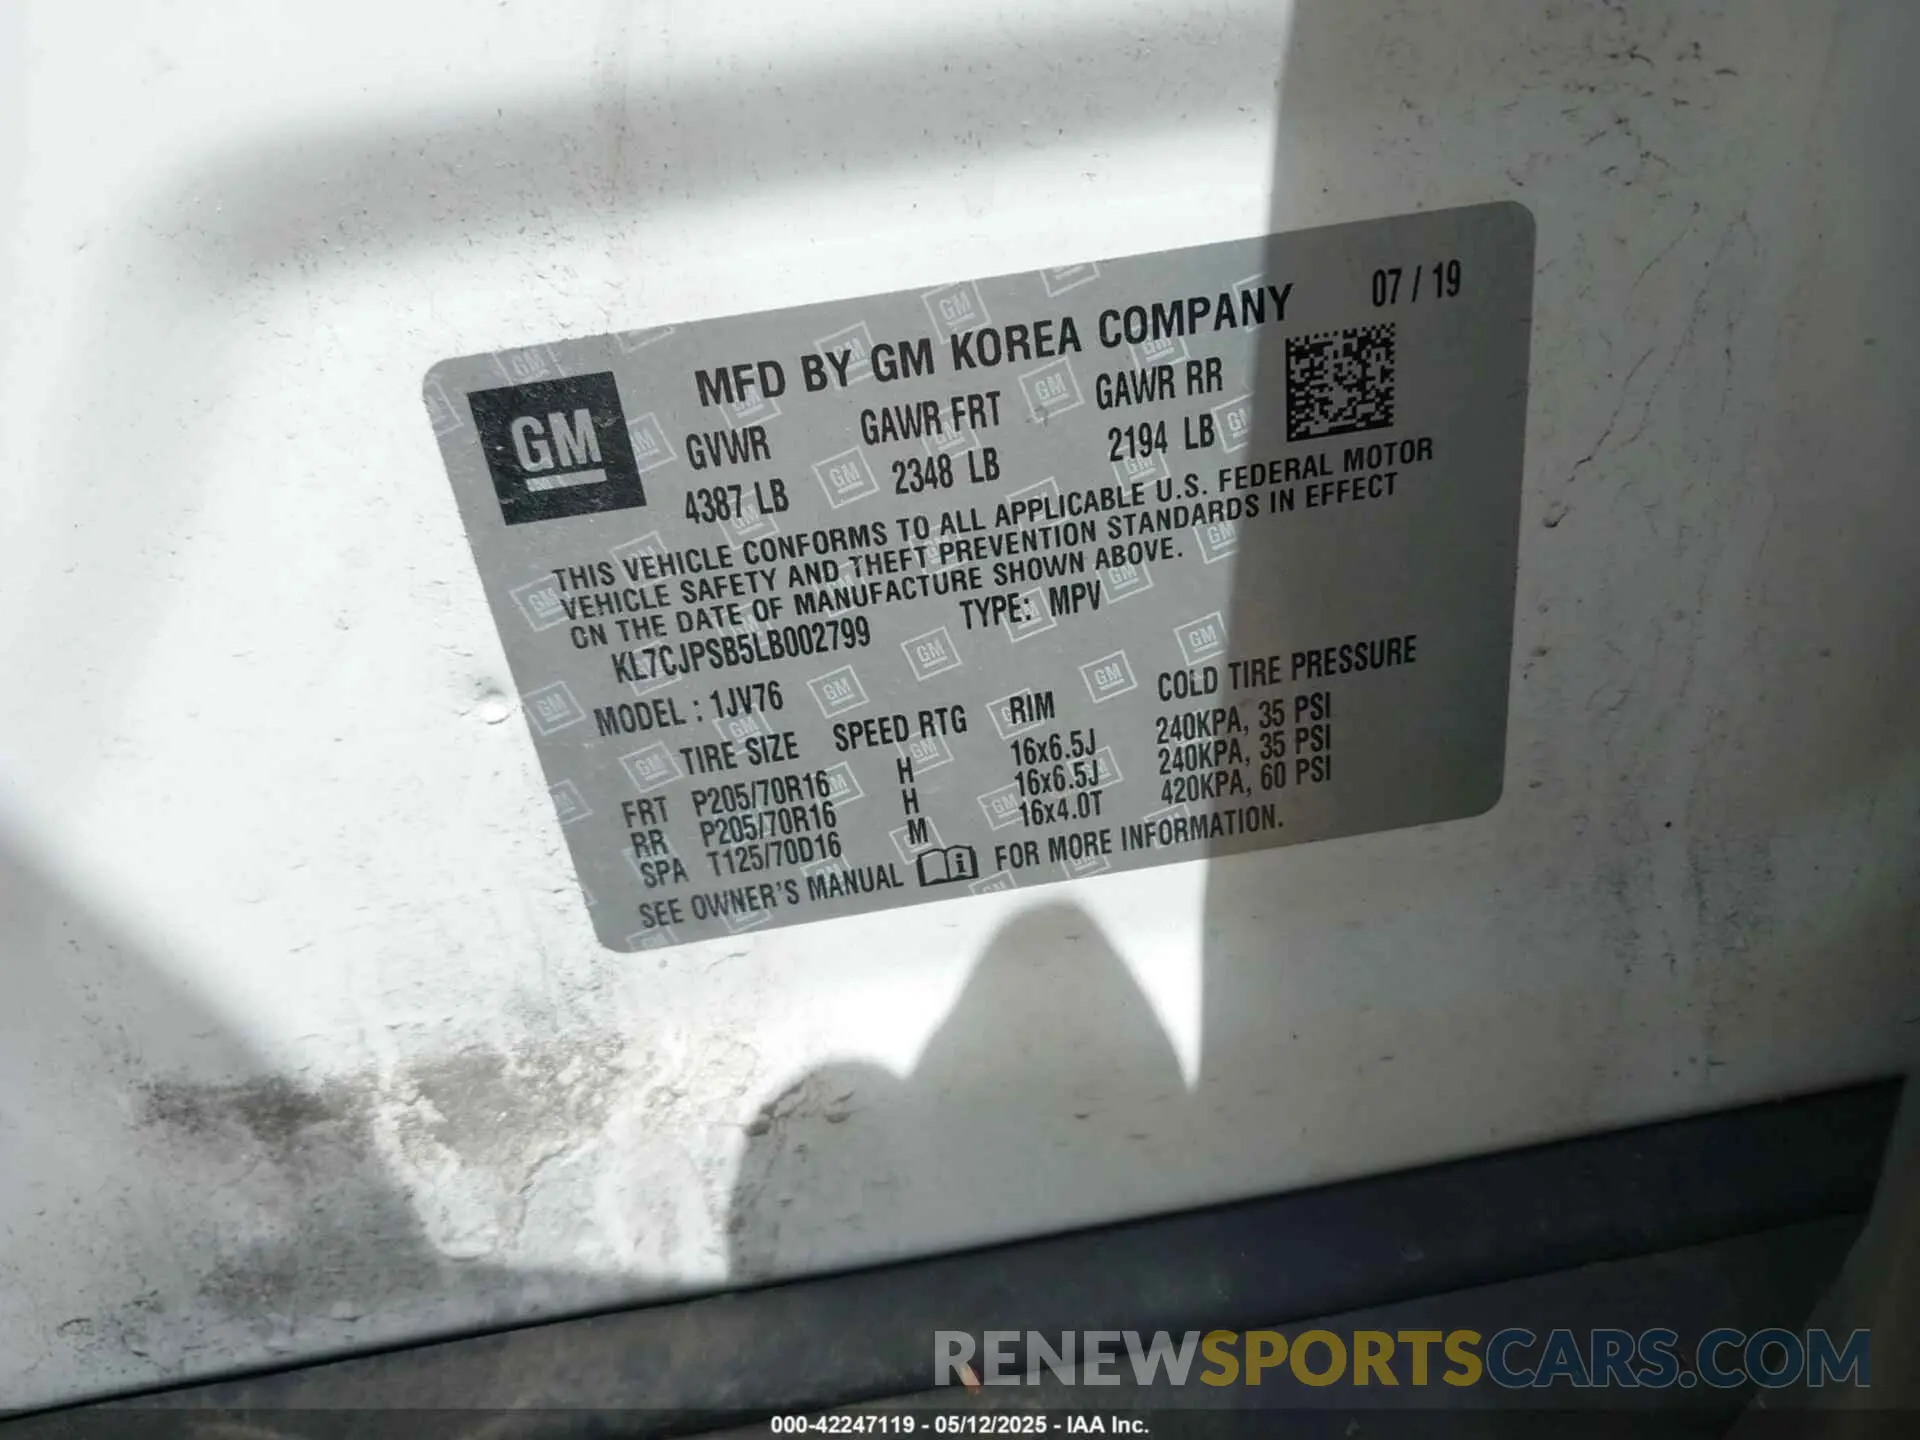 07 / 19
MFD BY GM KOREA COMPANY
GM
GVWR GAWR FRT GAWR RR
4387 LB 2348 LB 2194 LB
THIS VEHICLE CONFORMS TO ALL APPLICABLE U.S. FEDERAL MOTOR
VEHICLE SAFETY AND THEFT PREVENTION STANDARDS IN EFFECT
ON THE DATE OF MANUFACTURE SHOWN ABOVE.
KL7CJPSB5LB002799 TYPE: MPV
MODEL : 1JV76
TIRE SIZE SPEED RTG RIM COLD TIRE PRESSURE
FRT P205/70R16 H 16x6.5J 240KPA, 35 PSI
RR P205/70R16 H 16x6.5J 240KPA, 35 PSI
SPA T125/70D16 M 16x4.0T 420KPA, 60 PSI
SEE OWNER'S MANUAL i FOR MORE INFORMATION.
RENEWSPORTSCARS.COM
000-42247119 - 05/12/2025 - IAA Inc.